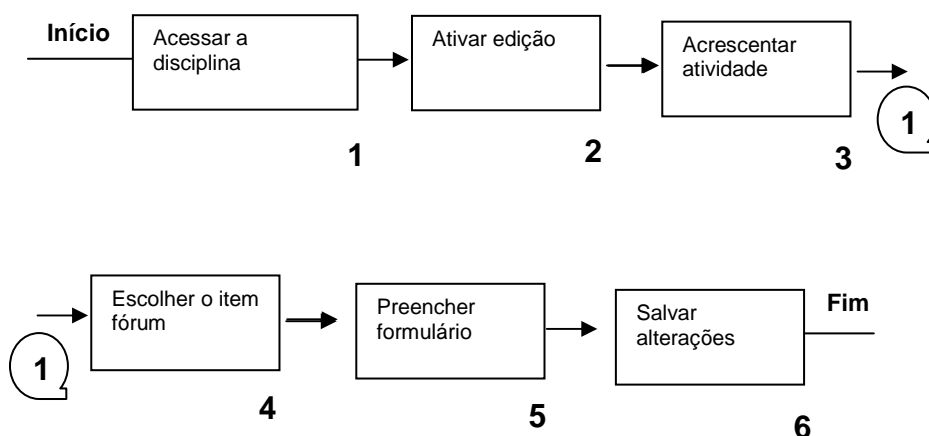 Início
Acessar a
disciplina
Ativar edição
Acrescentar
atividade
1
1
2
3
Escolher o item
fórum
Preencher
formulário
Salvar
alterações
Fim
1
4
5
6